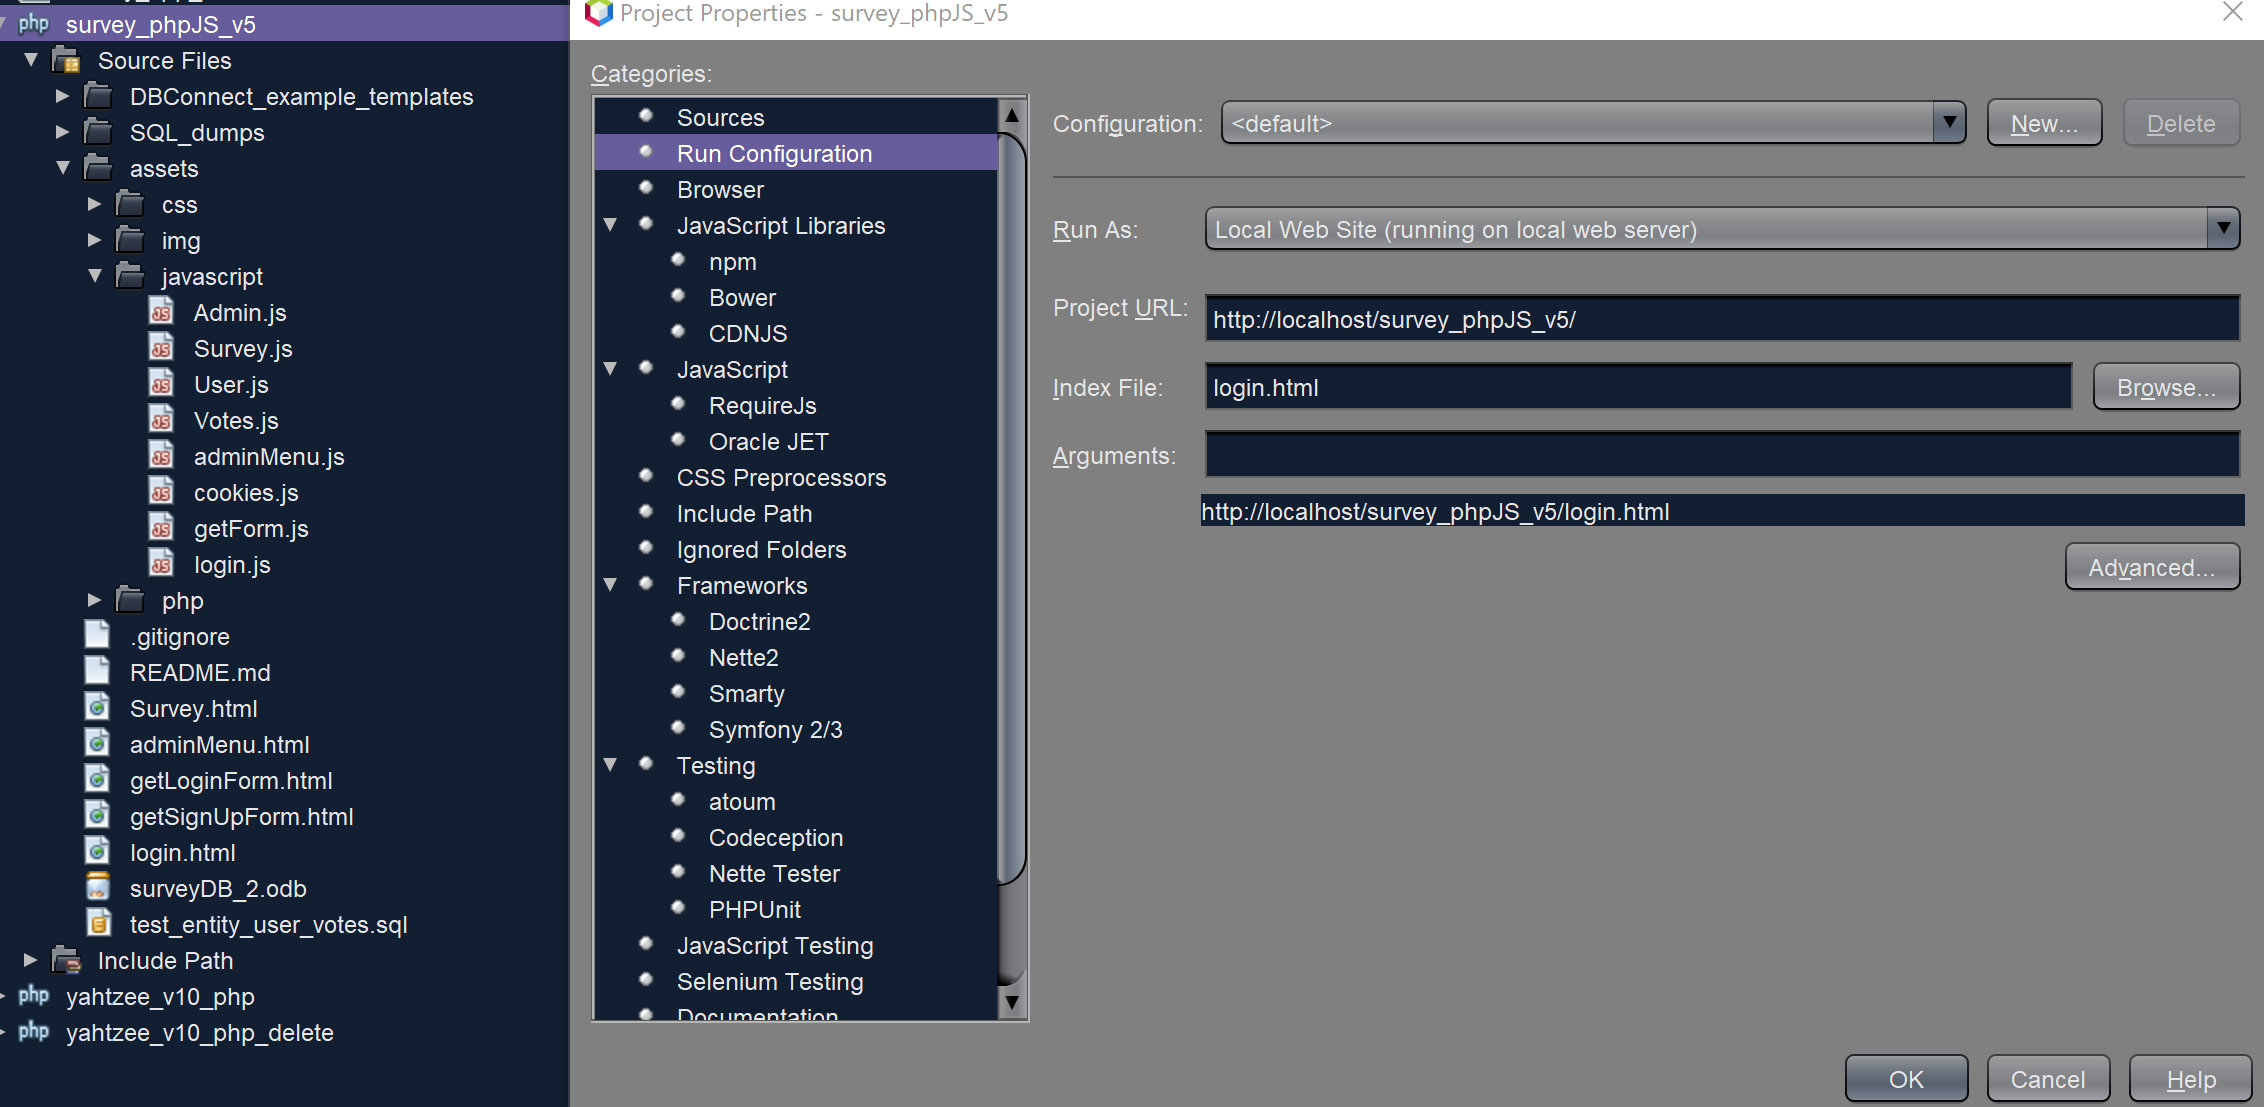 survey_phpJS_v5
Source Files
DBConnect_example_templates
SQL_dumps
assets
css
img
javascript
Admin.js
Survey.js
User.js
Votes.js
adminMenu.js
cookies.js
getForm.js
login.js
php
.gitignore
README.md
Survey.html
adminMenu.html
getLoginForm.html
getSignUpForm.html
login.html
surveyDB_2.odb
test_entity_user_votes.sql
Include Path
php yahtzee_v10_php
php yahtzee_v10_php_delete
Project Properties - survey_phpJS_v5
Categories:
Sources
Run Configuration
Browser
JavaScript Libraries
npm
Bower
CDNJS
JavaScript
RequireJs
Oracle JET
CSS Preprocessors
Include Path
Ignored Folders
Frameworks
Doctrine2
Nette2
Smarty
Symfony 2/3
Testing
atoum
Codeception
Nette Tester
PHPUnit
JavaScript Testing
Selenium Testing
Documentation
Configuration: <default> New... Delete
Run As: Local Web Site (running on local web server)
Project URL: http://localhost/survey_phpJS_v5/
Index File: login.html Browse...
Arguments:
http://localhost/survey_phpJS_v5/login.html
Advanced...
OK Cancel Help